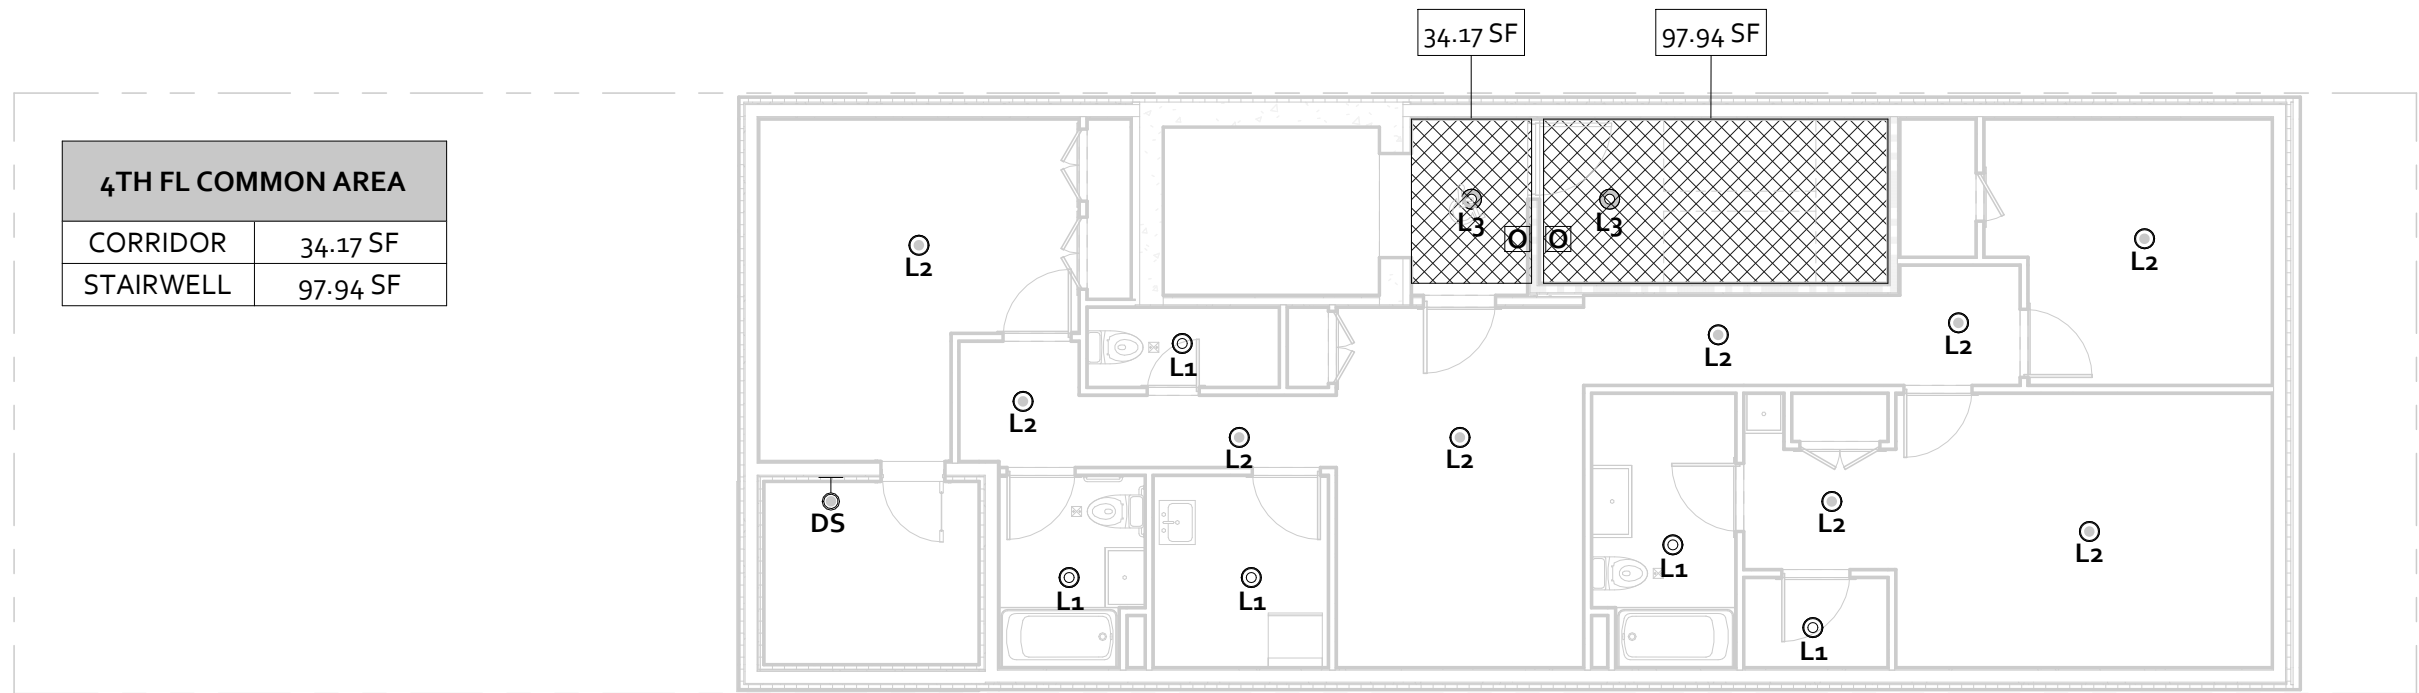 34.17 SF
97.94 SF
4TH FL COMMON AREA
CORRIDOR 34.17 SF
STAIRWELL 97.94 SF
L3
L3
O O
L2
L2
L2
L2
L1
L2
L2
L2
L2
L2
DS
L1
L1
L1
L1